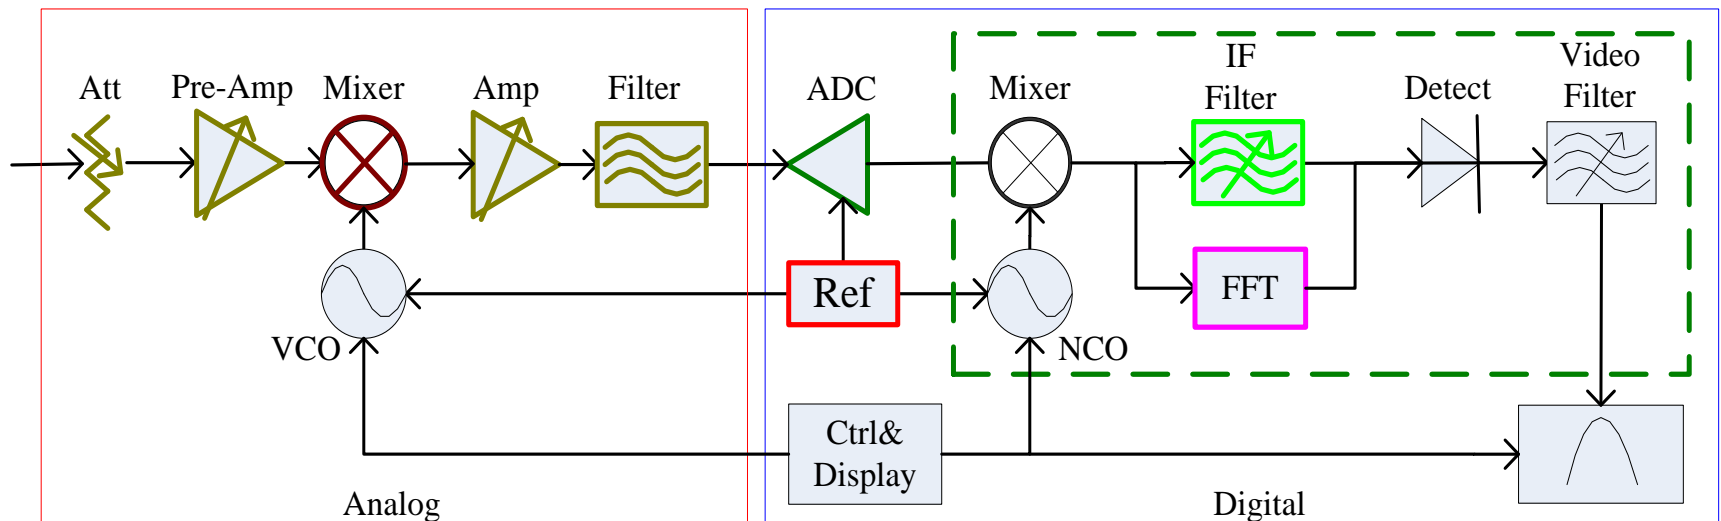 Att
Pre-Amp
Mixer
Amp
Filter
ADC
Mixer
IF
Filter
Detect
Video
Filter
Ref
FFT
VCO
NCO
Ctrl&
Display
Analog
Digital